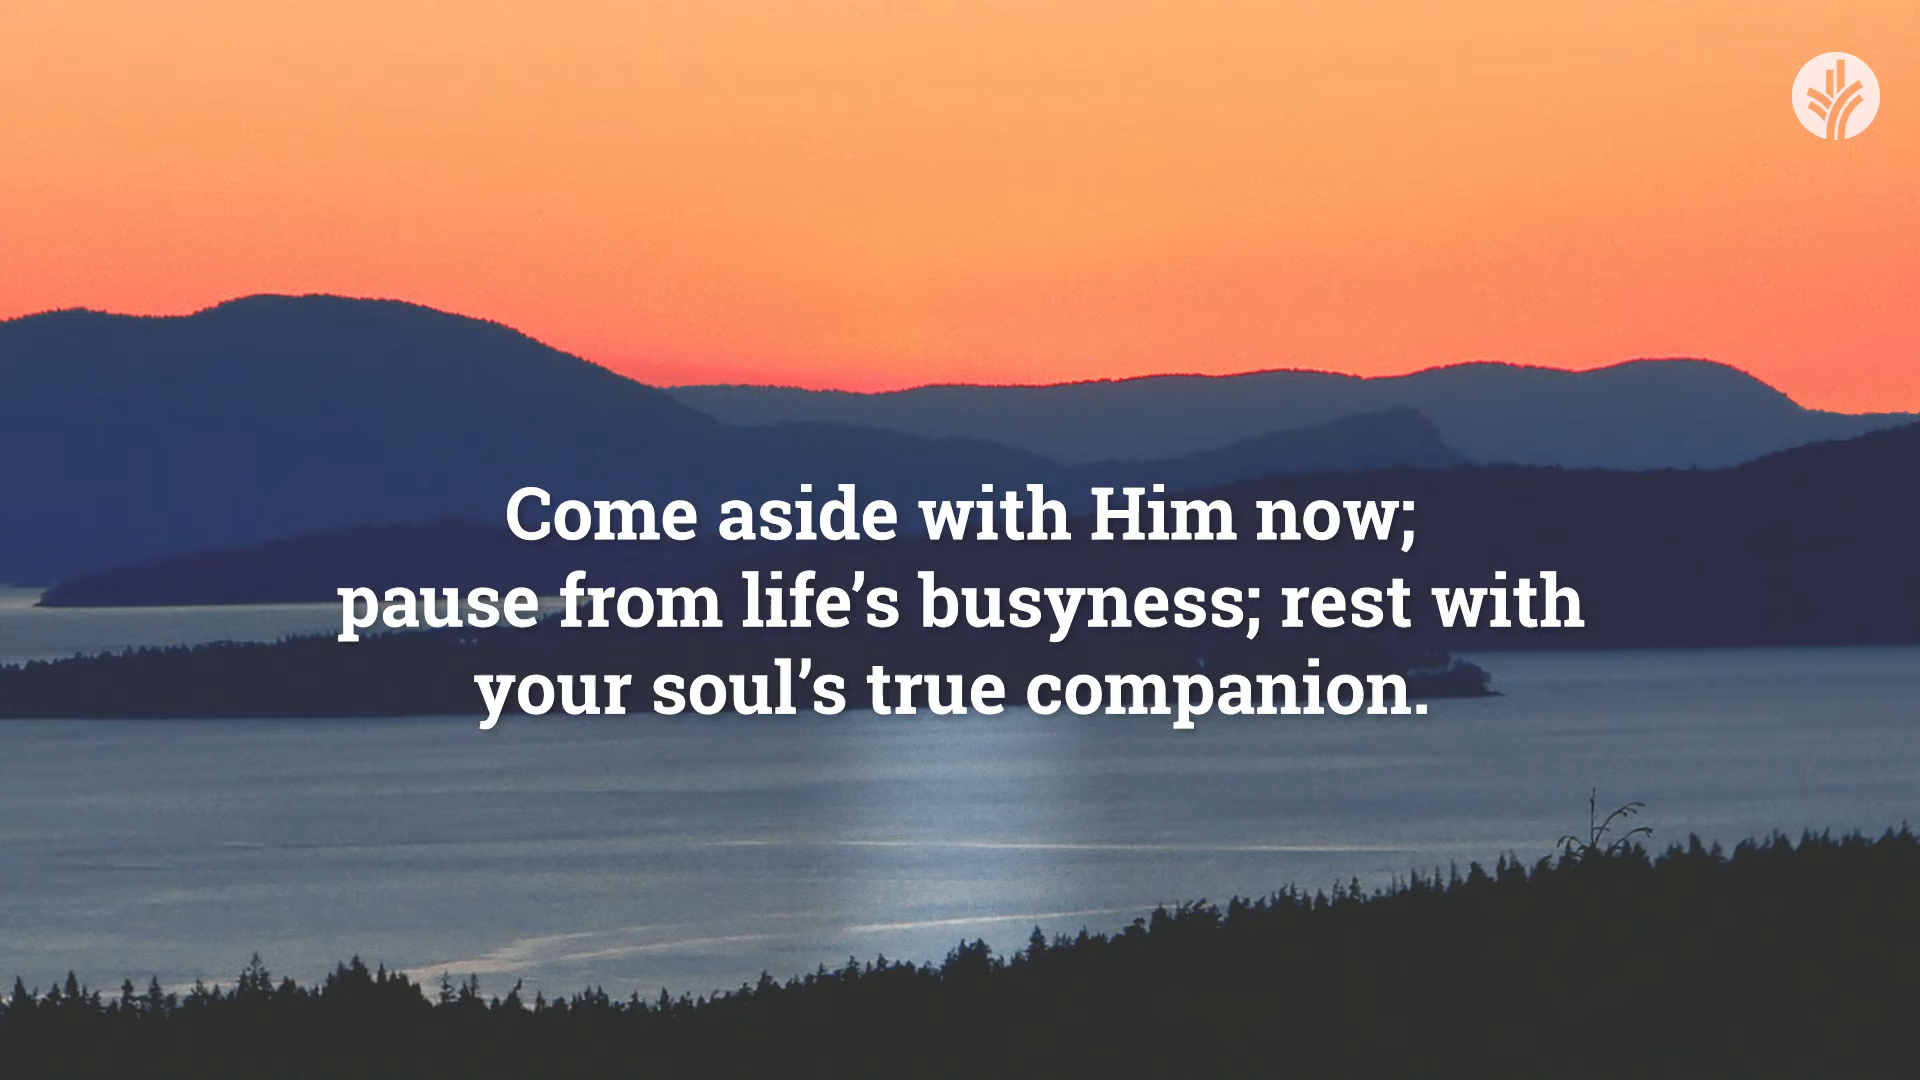 Come aside with Him now;
pause from life’s busyness; rest with
your soul’s true companion.